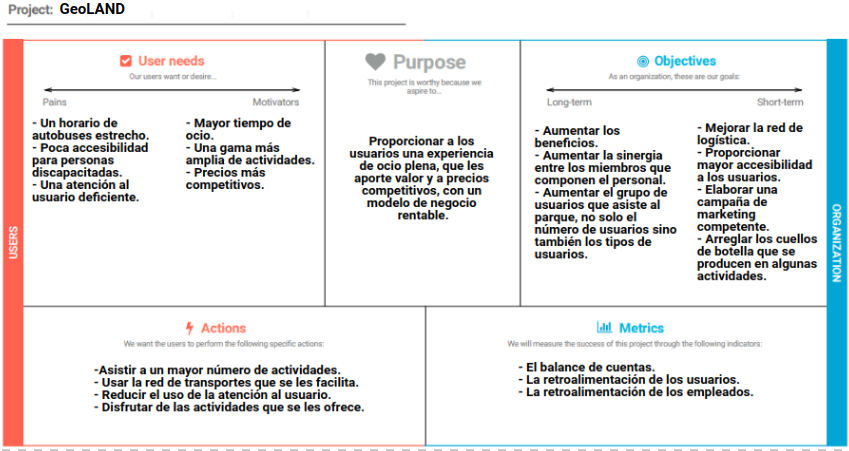 Project: GeoLAND
User needs
Our users want or desire...
Pains
Motivators
- Un horario de
autobuses estrecho.
- Poca accesibilidad
para personas
discapacitadas.
- Una atención al
usuario deficiente.
- Mayor tiempo de
ocio.
- Una gama más
amplia de actividades.
- Precios más
competitivos.
Purpose
This project is worthy because we
aspire to...
Proporcionar a los
usuarios una experiencia
de ocio plena, que les
aporte valor y a precios
competitivos, con un
modelo de negocio
rentable.
Objectives
As an organization, these are our goals:
Long-term
Short-term
- Aumentar los
beneficios.
- Aumentar la sinergia
entre los miembros que
componen el personal.
- Aumentar el grupo de
usuarios que asiste al
parque, no solo el
número de usuarios sino
también los tipos de
usuarios.
- Mejorar la red de
logística.
- Proporcionar
mayor accesibilidad
a los usuarios.
- Elaborar una
campaña de
marketing
competente.
- Arreglar los cuellos
de botella que se
producen en algunas
actividades.
USERS
ORGANIZATION
Actions
We want the users to perform the following specific actions:
-Asistir a un mayor número de actividades.
- Usar la red de transportes que se les facilita.
- Reducir el uso de la atención al usuario.
- Disfrutar de las actividades que se les ofrece.
Metrics
We will measure the success of this project through the following indicators:
- El balance de cuentas.
- La retroalimentación de los usuarios.
- La retroalimentación de los empleados.